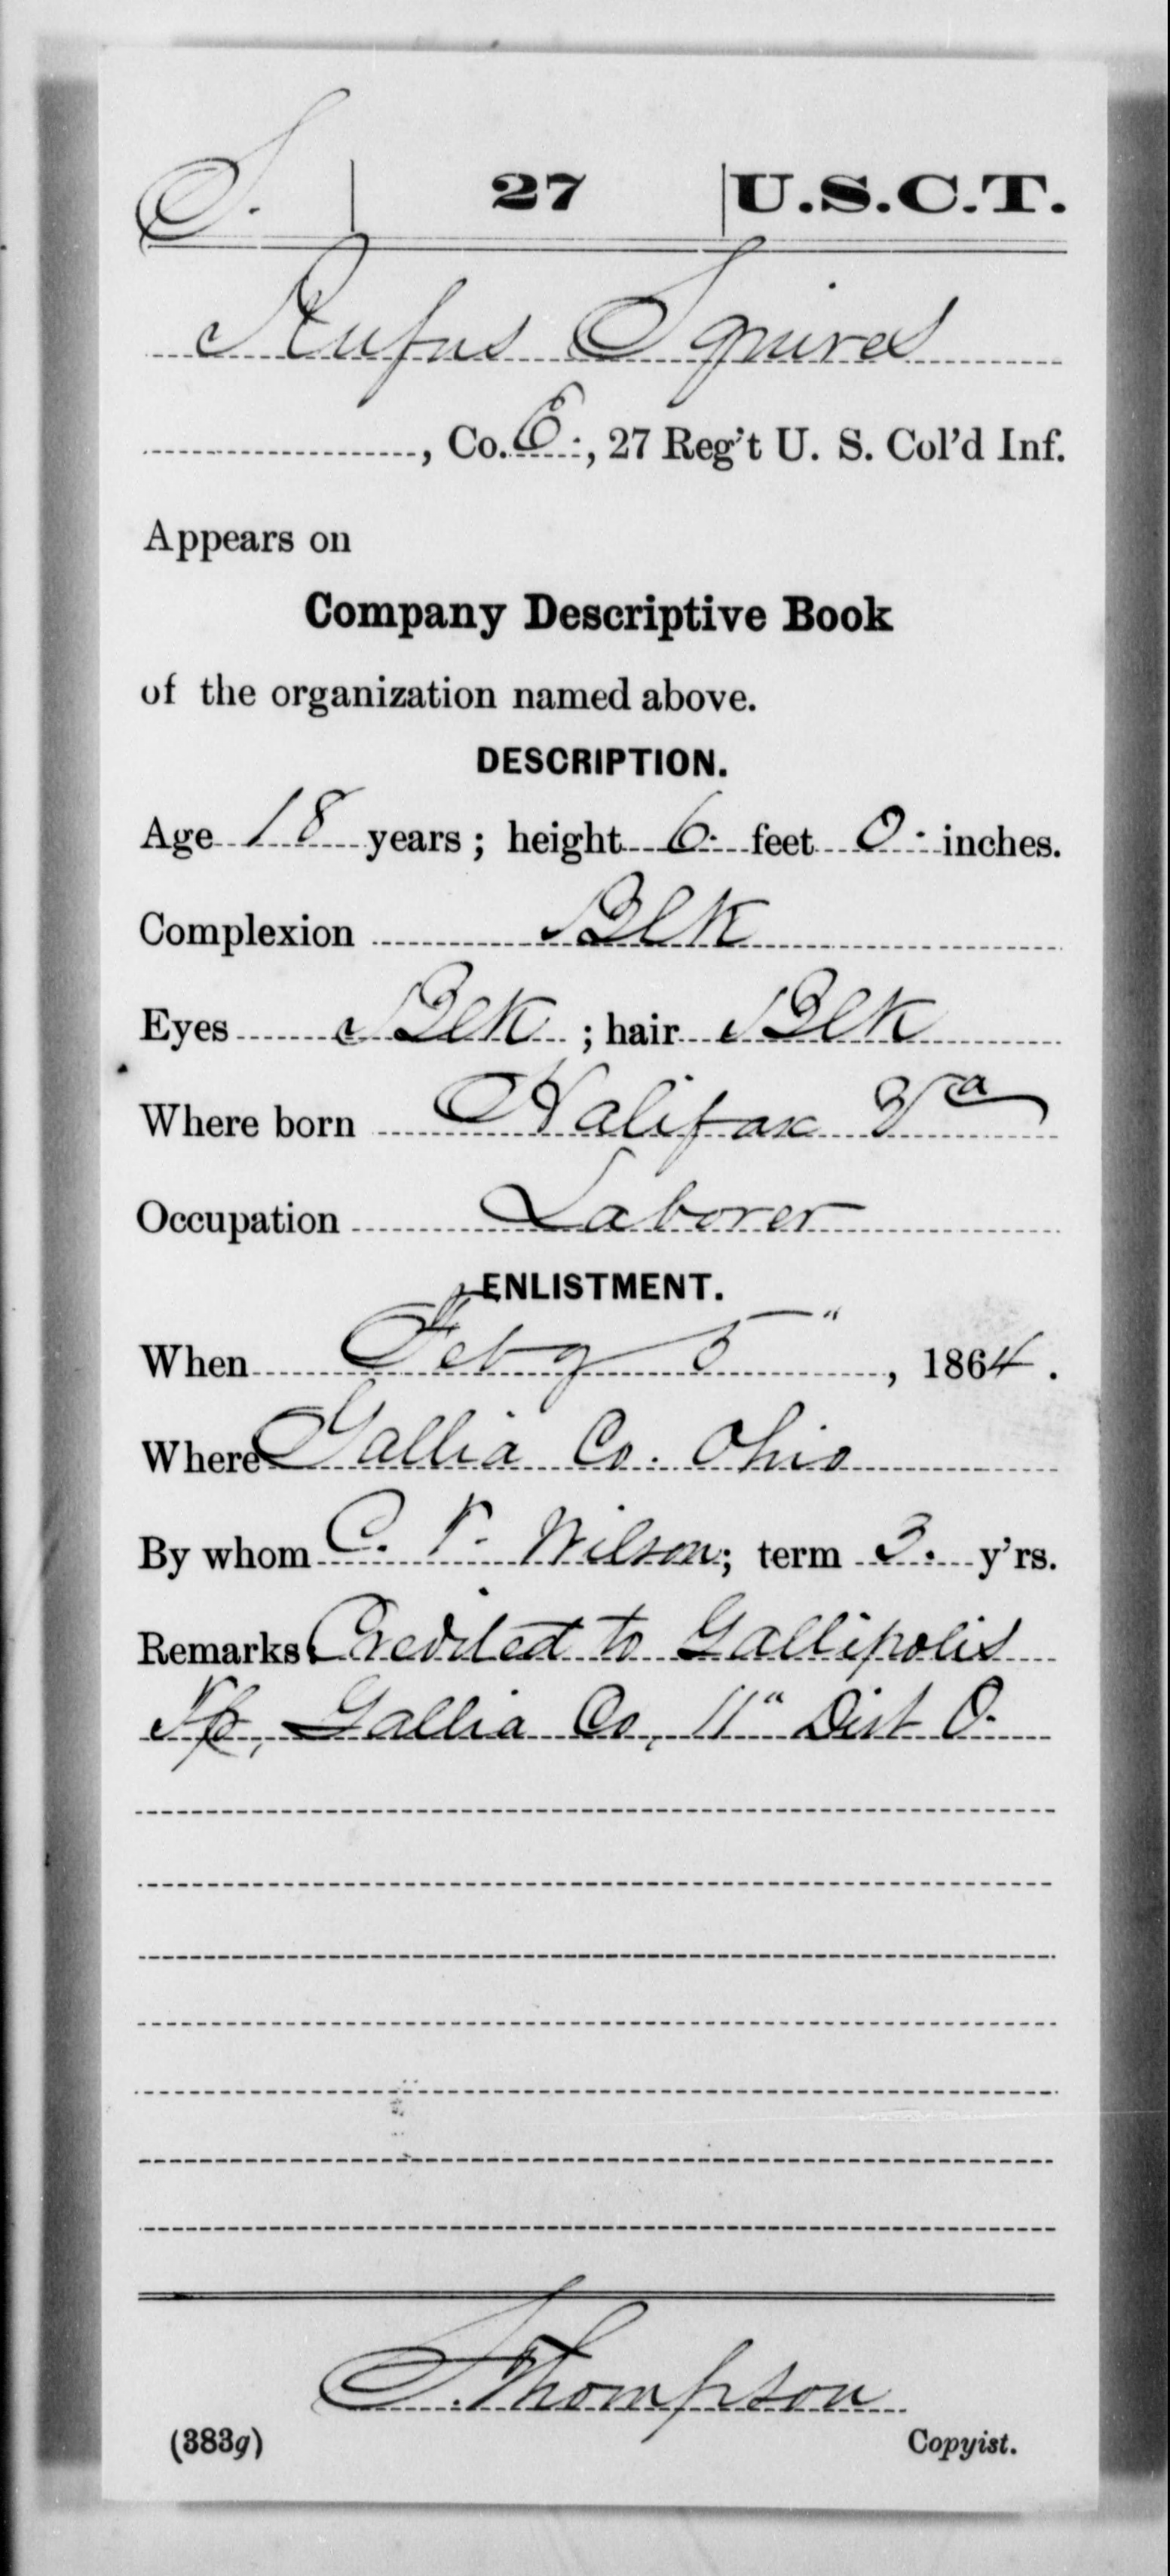 S. | 27 | U.S.C.T.
Rufus Squires
, Co. E., 27 Reg't U. S. Col'd Inf.
Appears on
Company Descriptive Book
of the organization named above.
DESCRIPTION.
Age 18 years; height 6 feet 0 inches.
Complexion Blk
Eyes Blk; hair Blk
Where born Halifax Va
Occupation Laborer
ENLISTMENT.
When Feby 5", 1864.
Where Gallia Co. Ohio
By whom C. Wilson; term 3. y'rs.
Remarks: Credited to Gallipolis
Tp, Gallia Co, 11" Dist O.
Thompson
(383g) Copyist.